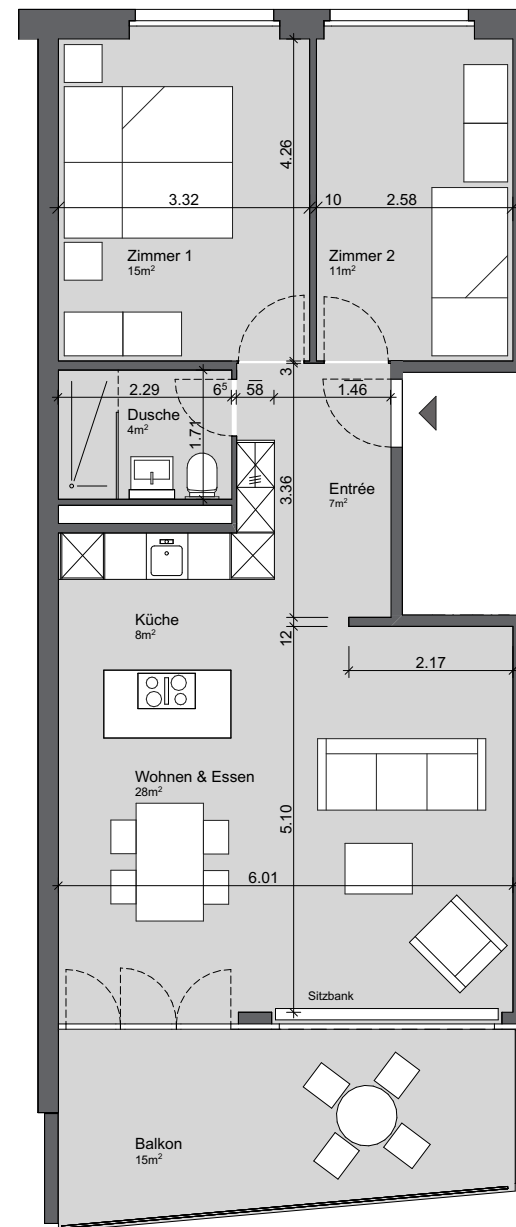 4.26
3.32
10
2.58
Zimmer 1
15m²
Zimmer 2
11m²
3
2.29
6⁵
58
1.46
Dusche
4m²
1.71
3.36
Entrée
7m²
Küche
8m²
12
2.17
Wohnen & Essen
28m²
5.10
6.01
Sitzbank
Balkon
15m²